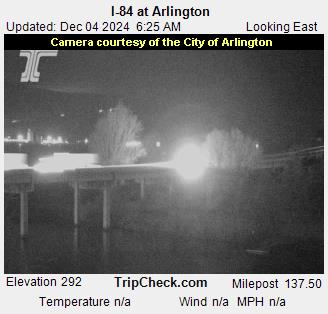 I-84 at Arlington
Updated: Dec 04 2024 6:25 AM Looking East
Camera courtesy of the City of Arlington
Elevation 292 TripCheck.com Milepost 137.50
Temperature n/a Wind n/a MPH n/a